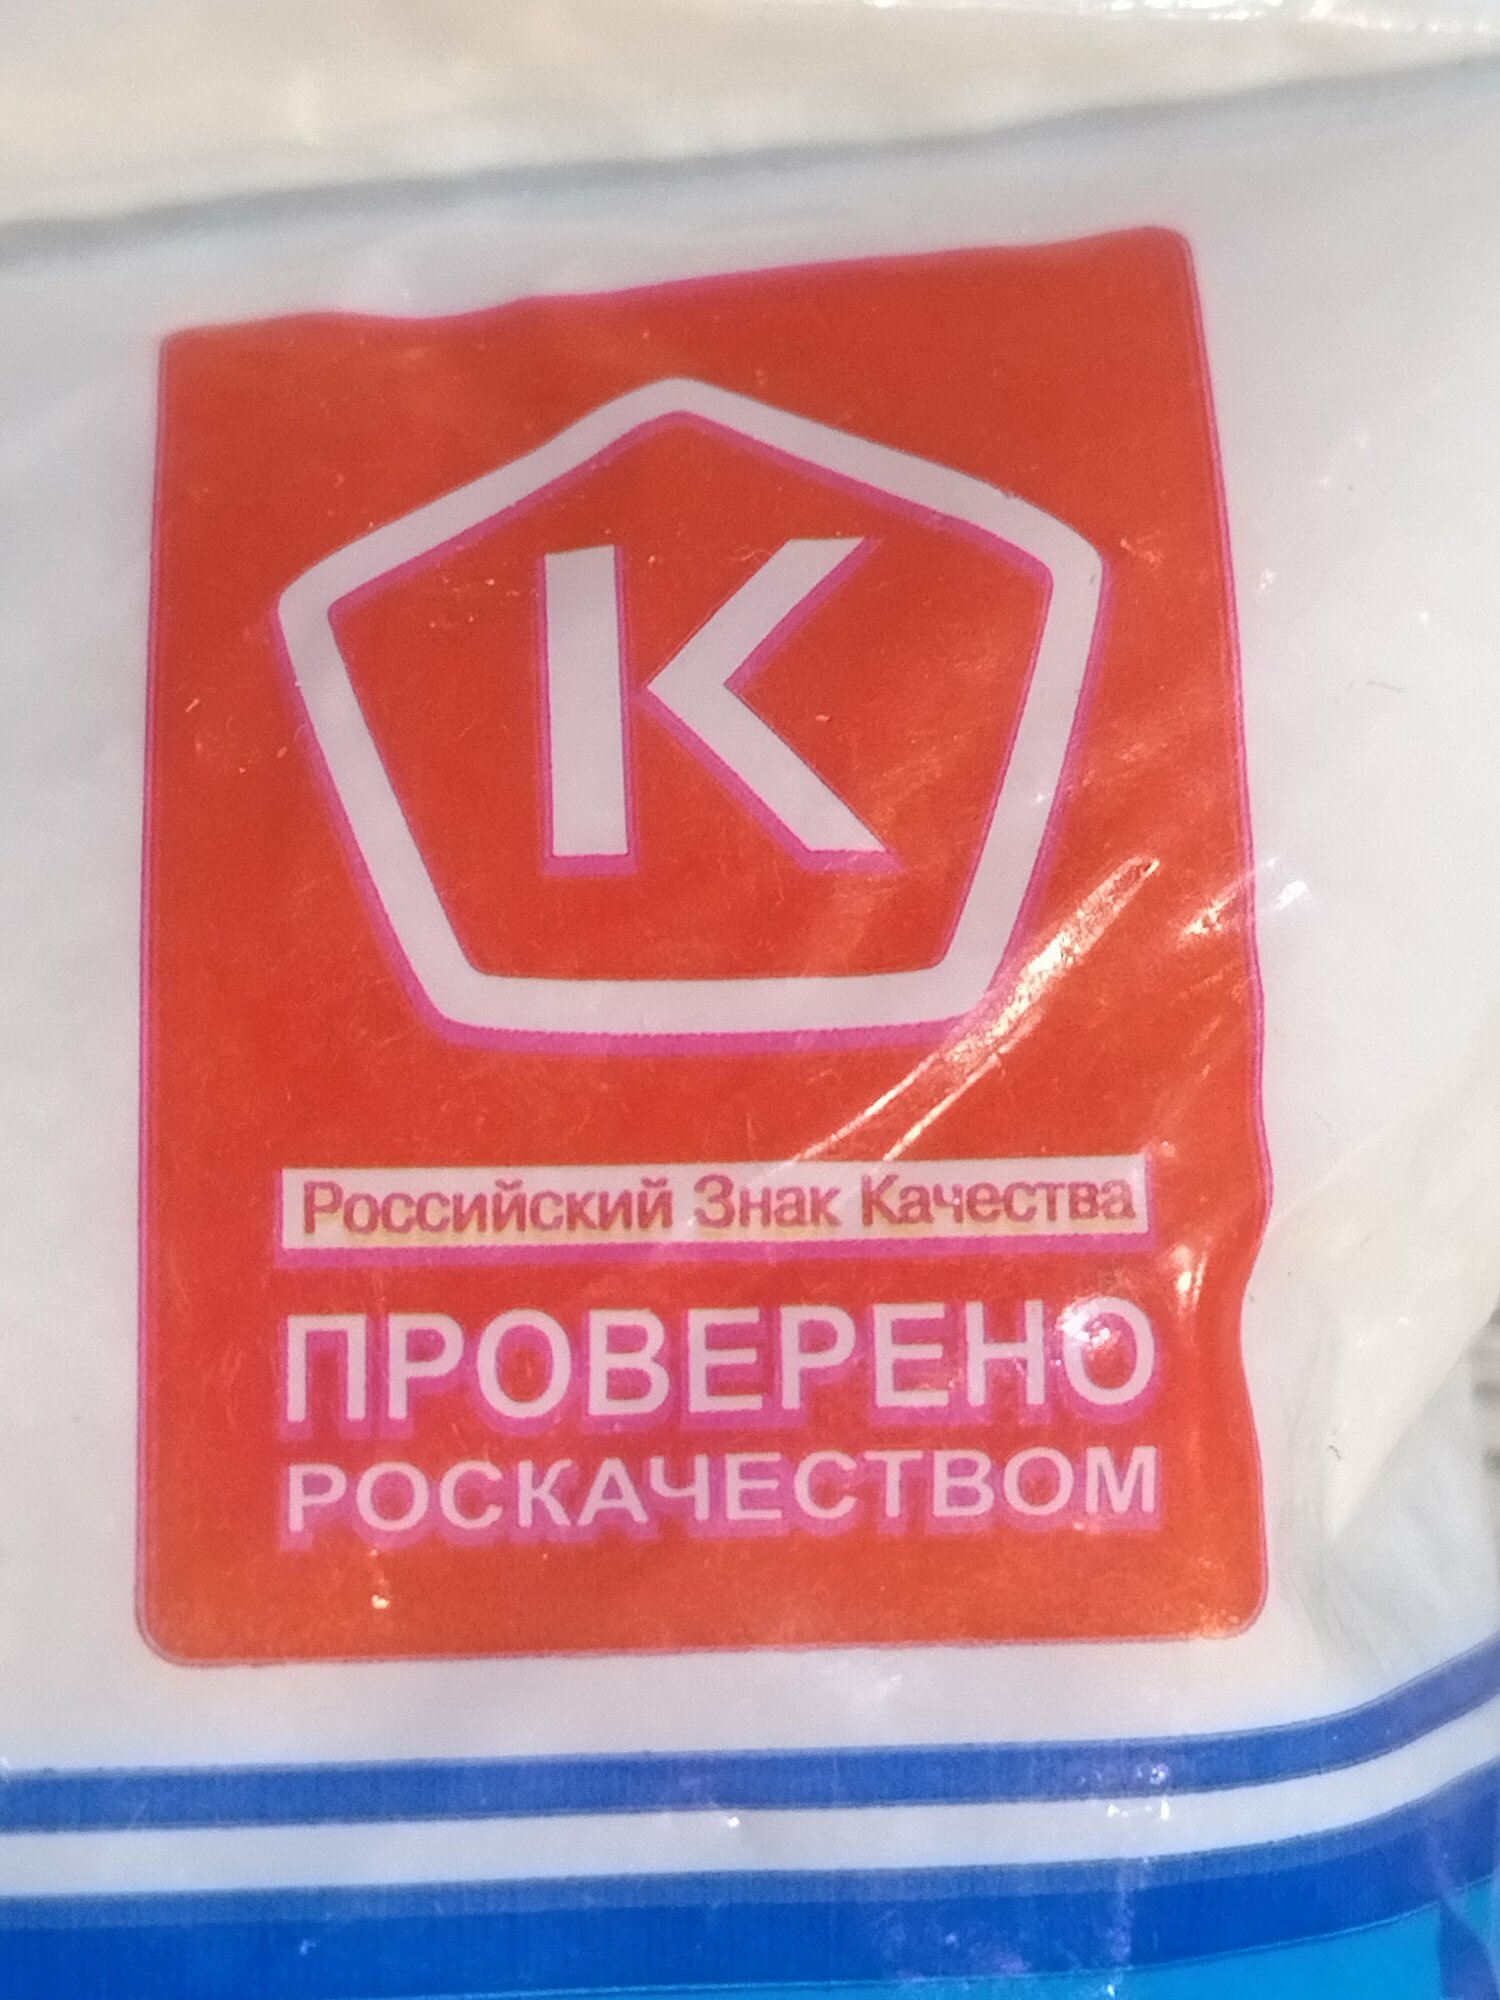 К
Российский Знак Качества
ПРОВЕРЕНО
РОСКАЧЕСТВОМ